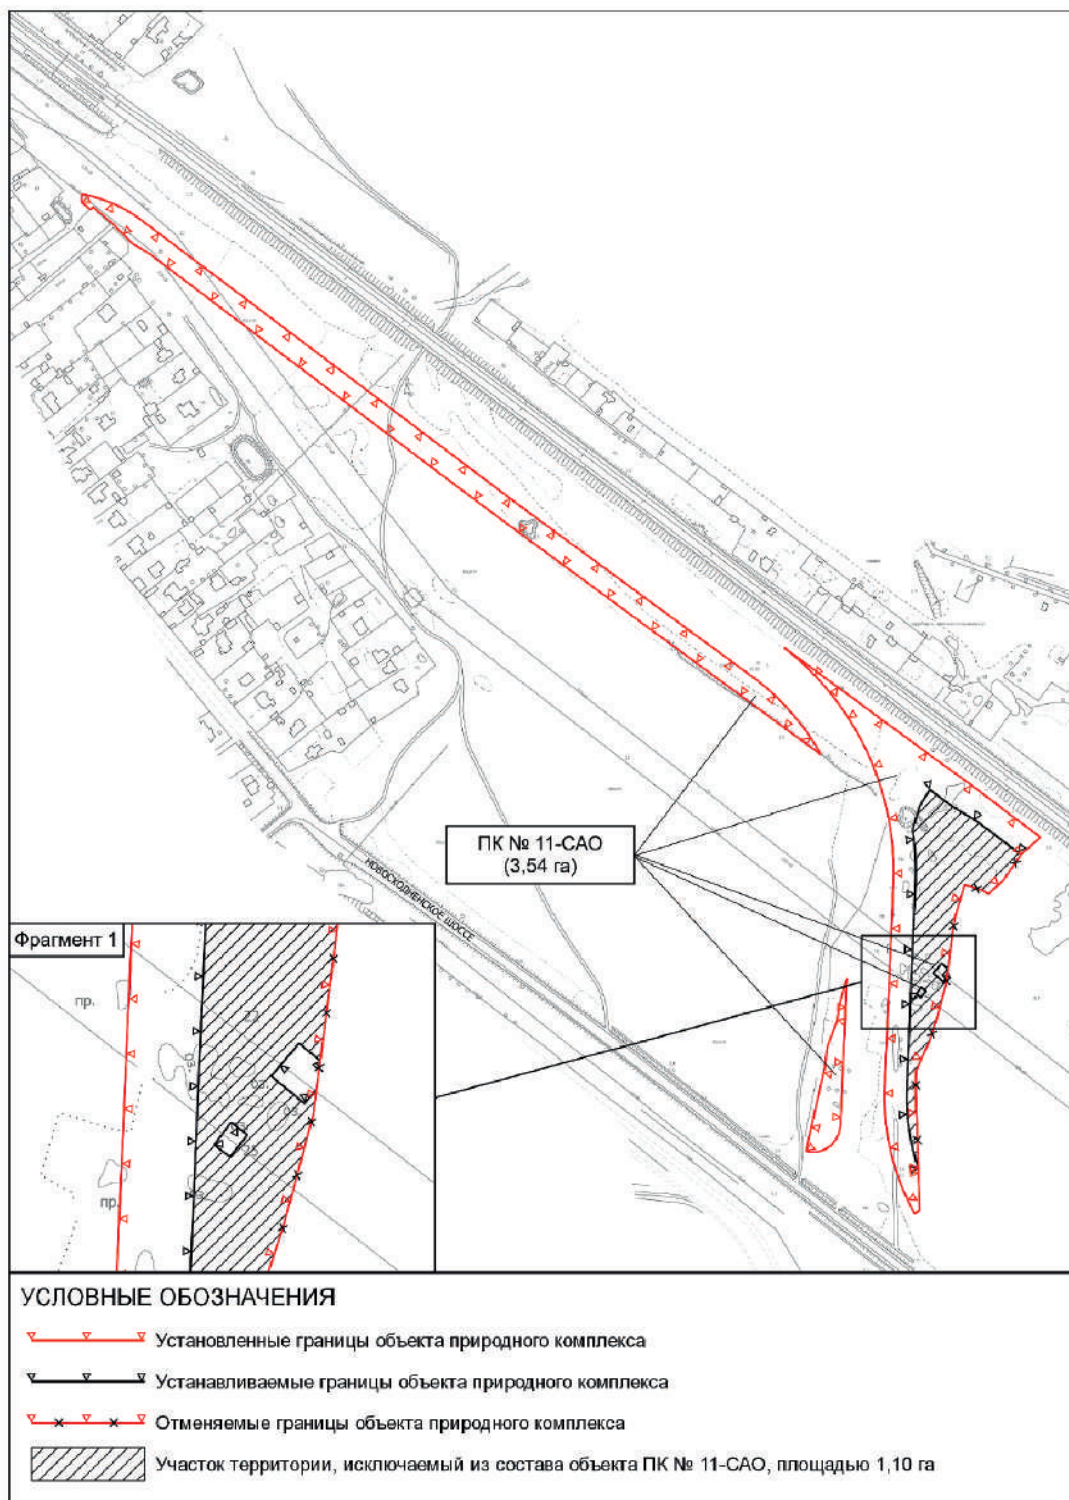 ПК № 11-САО
(3,54 га)
НОВОСХОДНЕНСКОЕ ШОССЕ
Фрагмент 1
пр.
пр.
УСЛОВНЫЕ ОБОЗНАЧЕНИЯ
Установленные границы объекта природного комплекса
Устанавливаемые границы объекта природного комплекса
Отменяемые границы объекта природного комплекса
Участок территории, исключаемый из состава объекта ПК № 11-САО, площадью 1,10 га